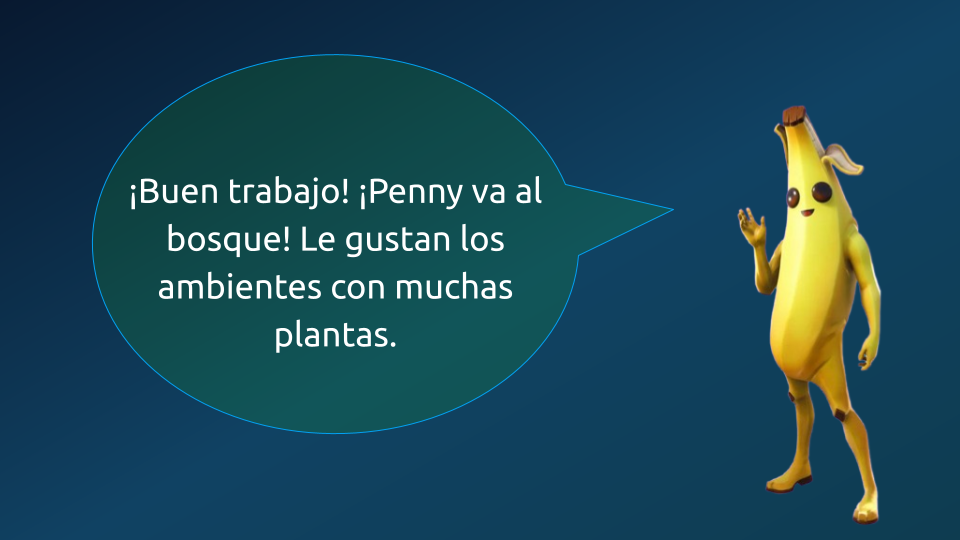 ¡Buen trabajo! ¡Penny va al
bosque! Le gustan los
ambientes con muchas
plantas.